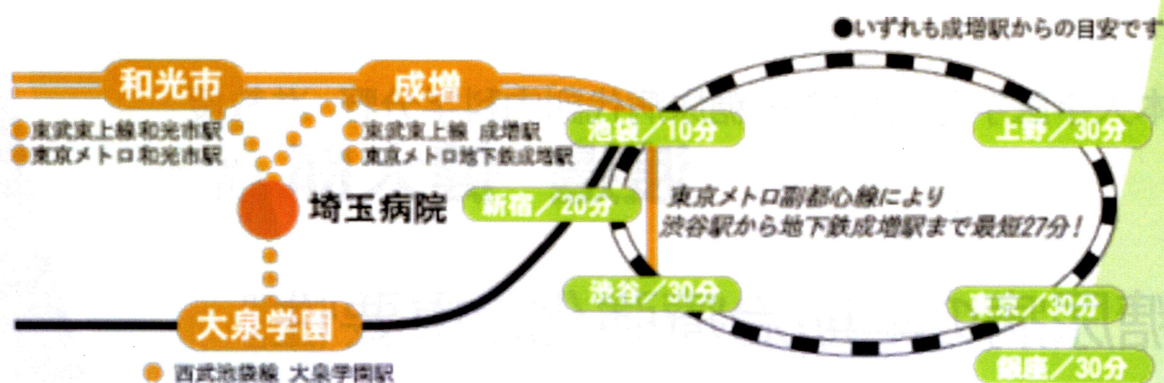 ●いずれも成増駅からの目安です
和光市
成増
●東武東上線和光市駅
●東京メトロ和光市駅
●東武東上線 成増駅
●東京メトロ地下鉄成増駅
池袋/10分
上野/30分
埼玉病院
新宿/20分
東京メトロ副都心線により
渋谷駅から地下鉄成増駅まで最短27分!
渋谷/30分
東京/30分
大泉学園
銀座/30分
● 西武池袋線 大泉学園駅